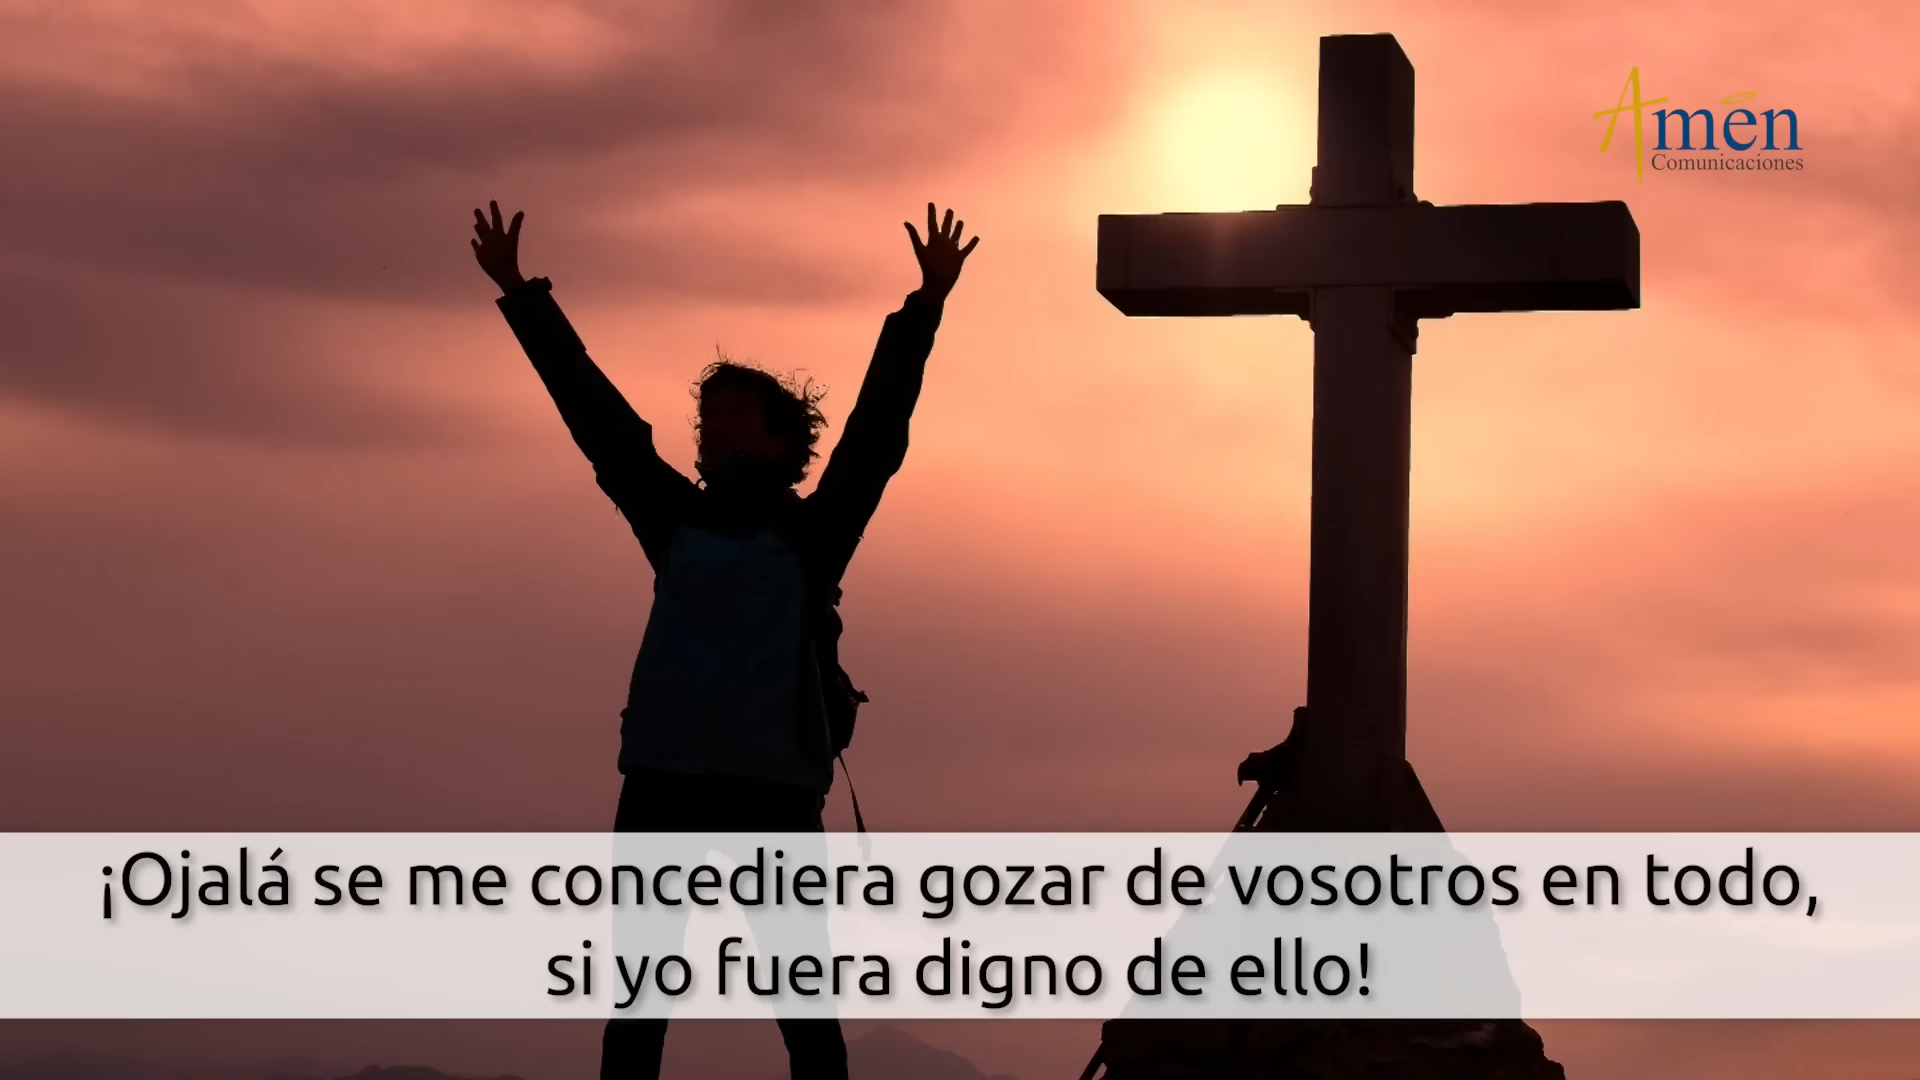 Amén
Comunicaciones
¡Ojalá se me concediera gozar de vosotros en todo,
si yo fuera digno de ello!